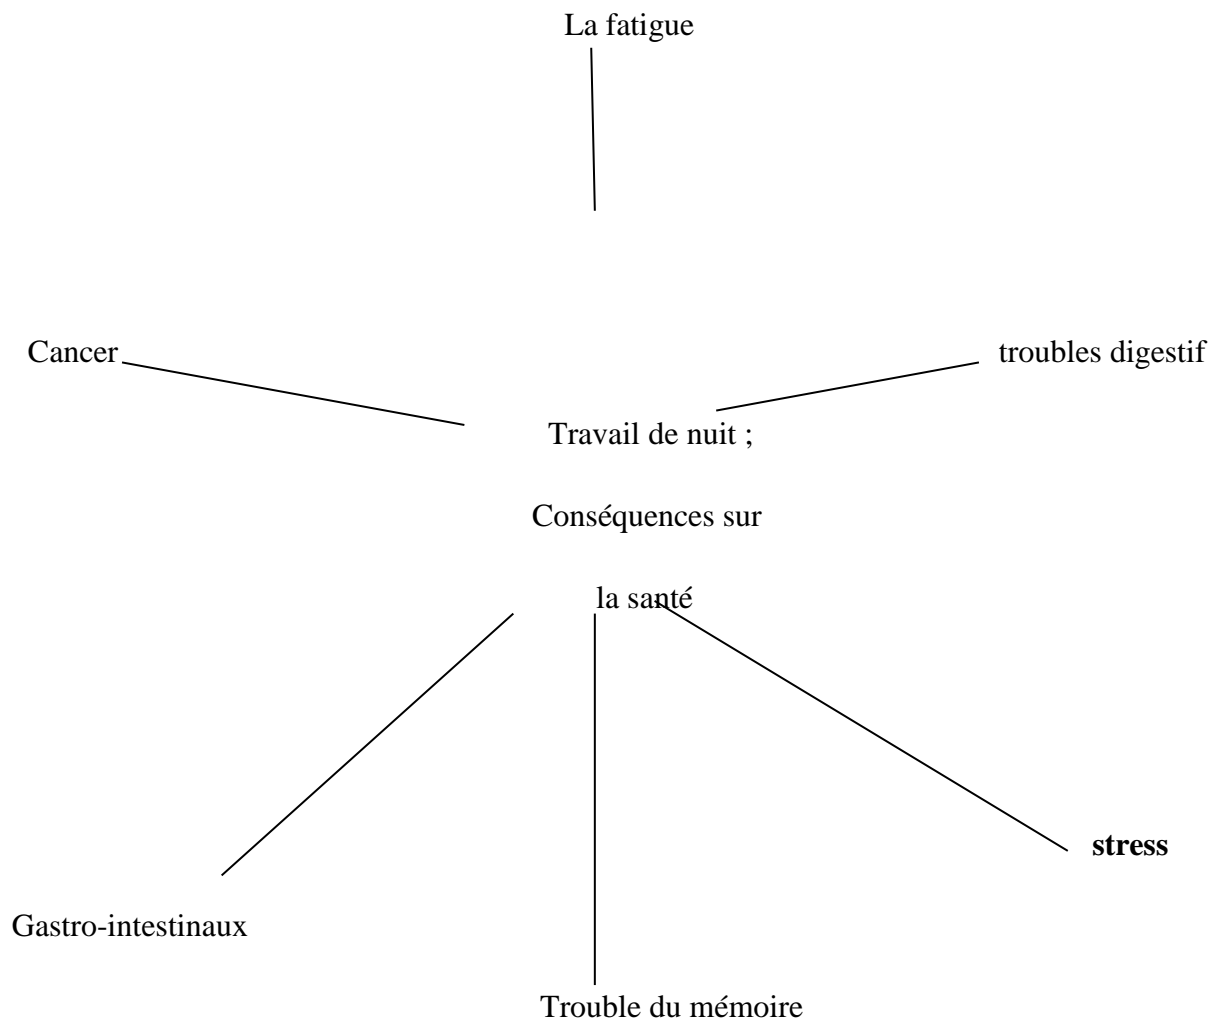 La fatigue
Cancer
troubles digestif
Travail de nuit ;
Conséquences sur
la santé
stress
Gastro-intestinaux
Trouble du mémoire